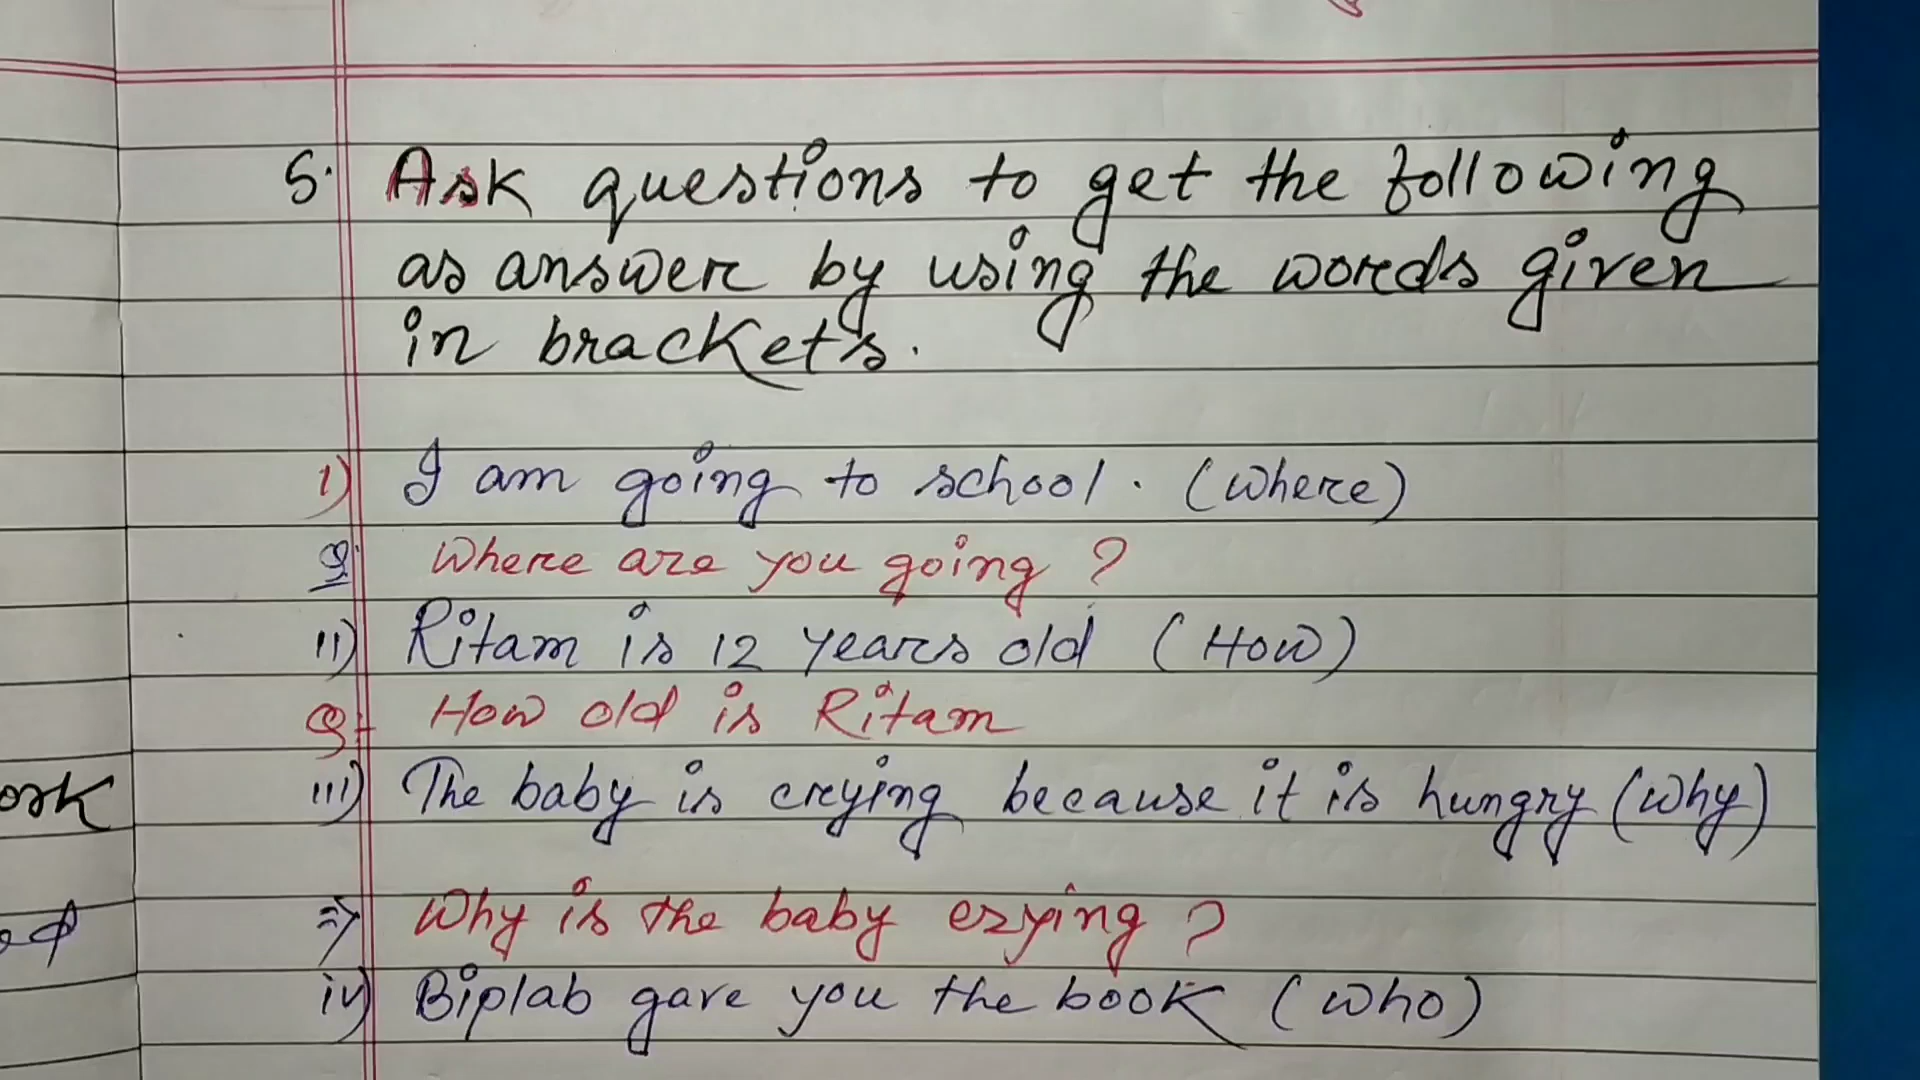 5. Ask questions to get the following
as answer by using the words given
in brackets.
i) I am going to school. (where)
Q. Where are you going ?
ii) Ritam is 12 years old (How)
Q:- How old is Ritam
ork iii) The baby is crying because it is hungry (why)
⇒ Why is the baby crying ?
iv) Biplab gave you the book (who)